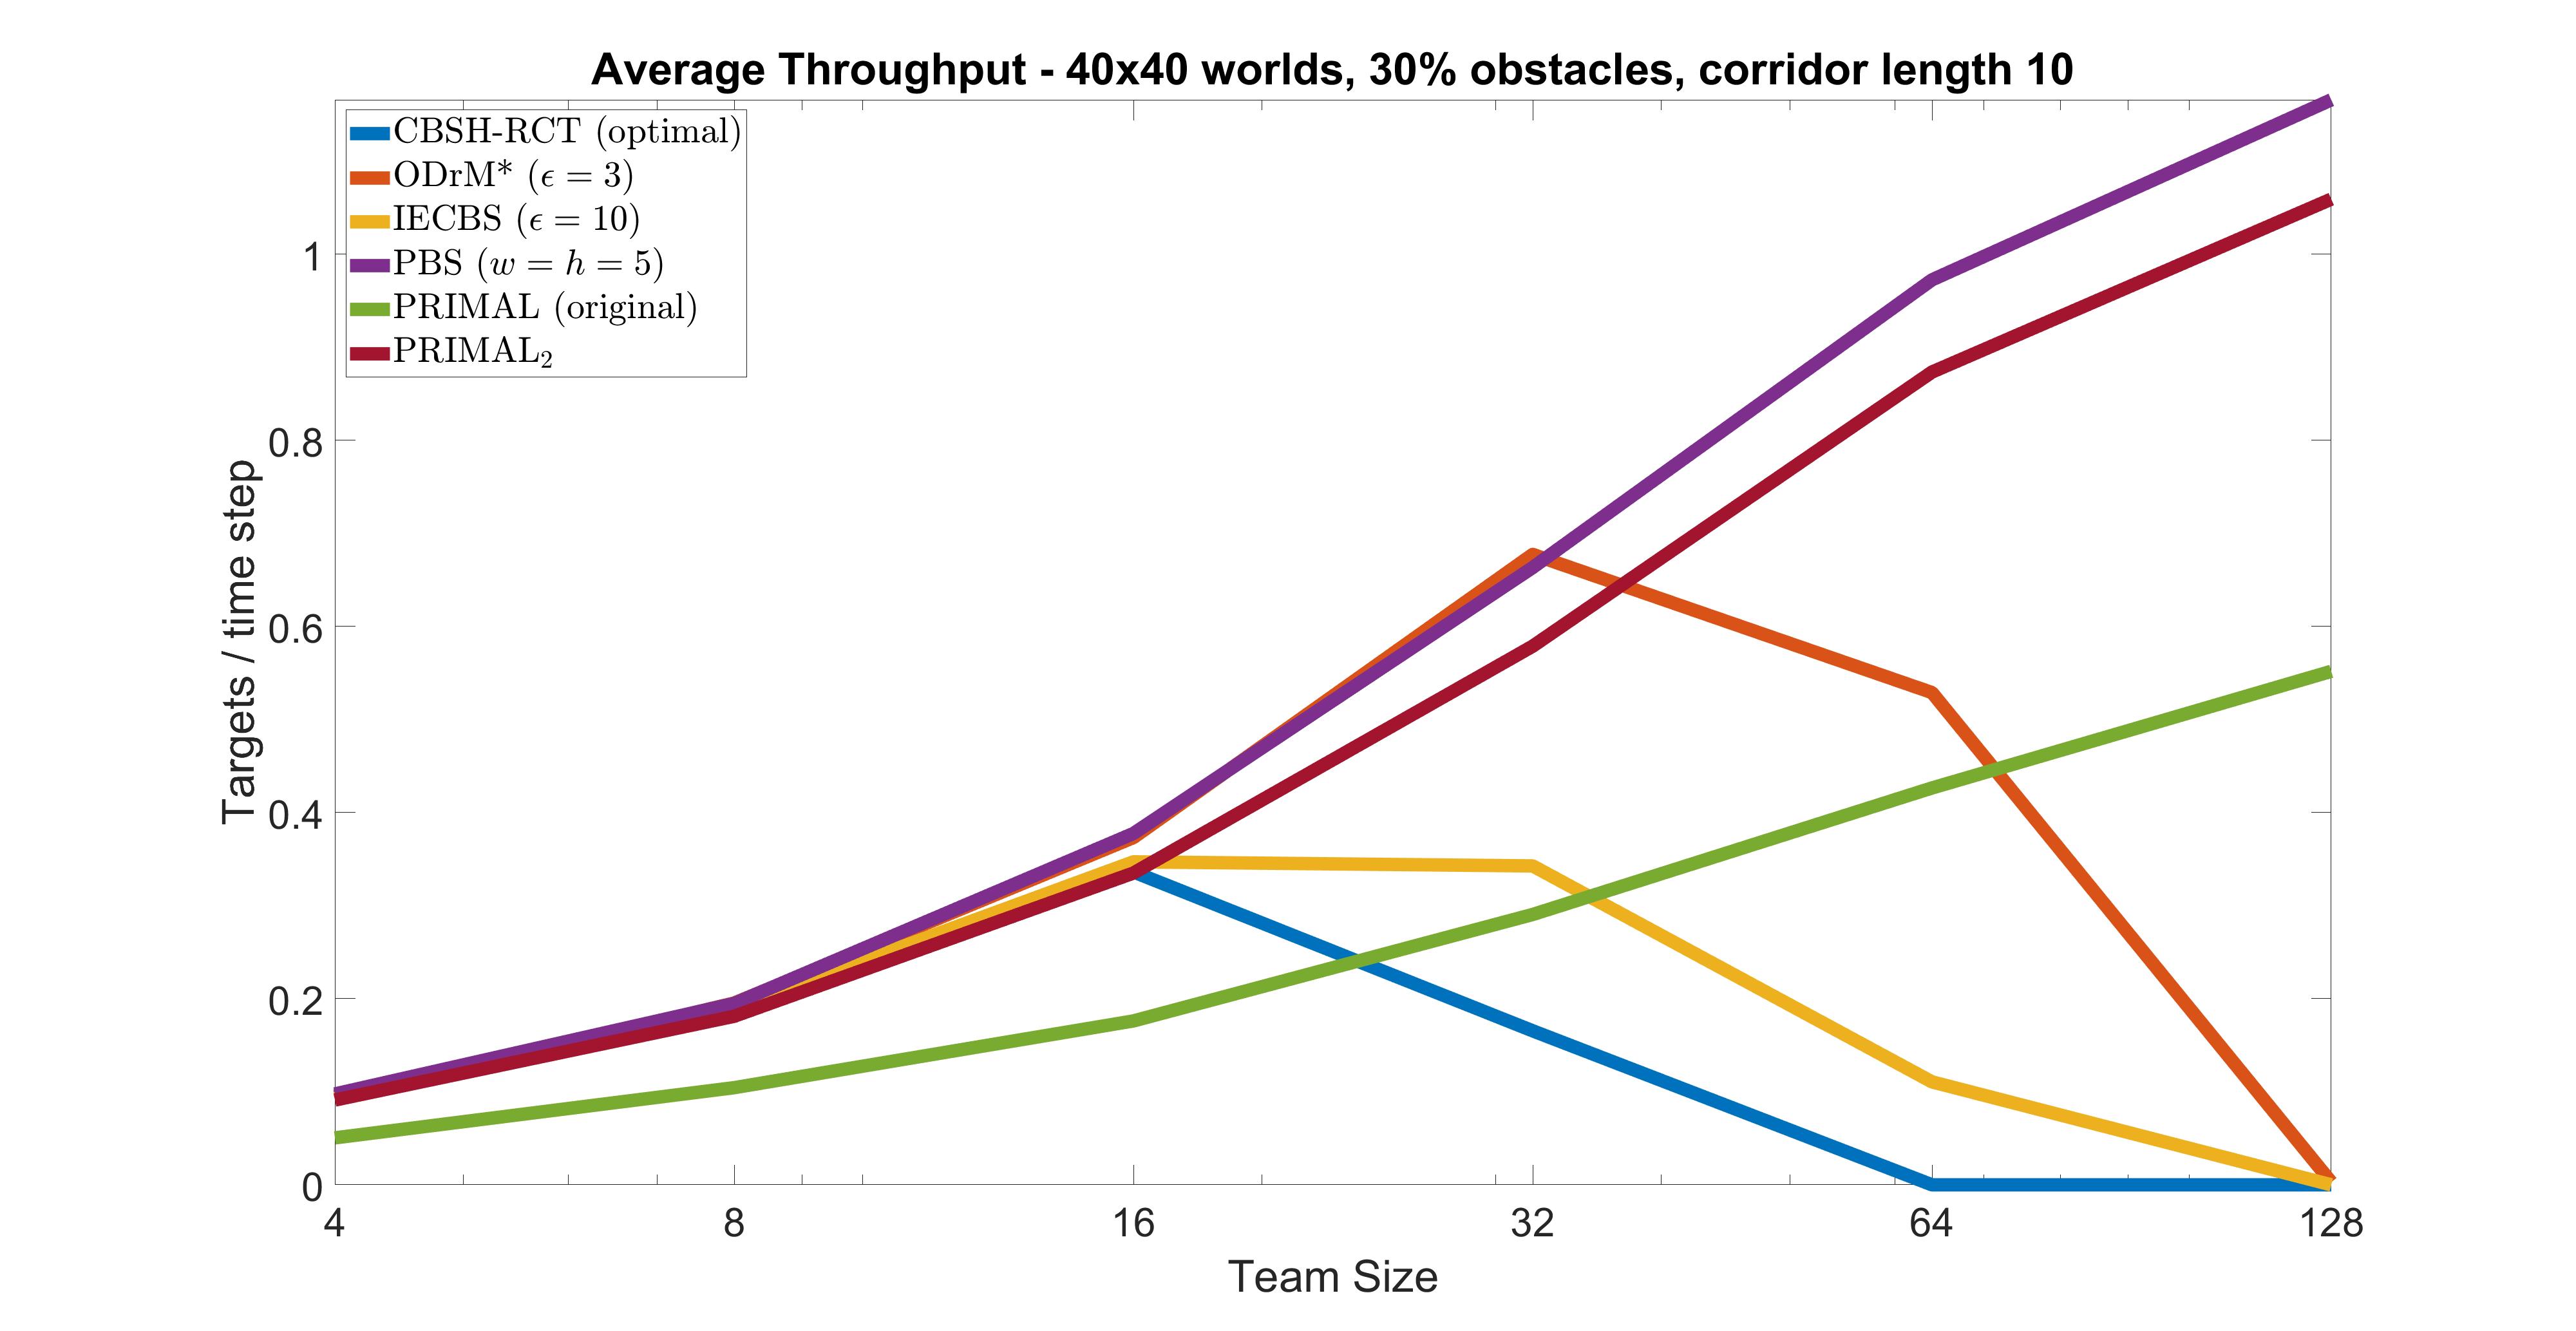 Average Throughput - 40x40 worlds, 30% obstacles, corridor length 10
CBSH-RCT (optimal)
ODrM* (ϵ = 3)
IECBS (ϵ = 10)
PBS (w = h = 5)
PRIMAL (original)
PRIMAL₂
Targets / time step
1
0.8
0.6
0.4
0.2
0
4 8 16 32 64 128
Team Size